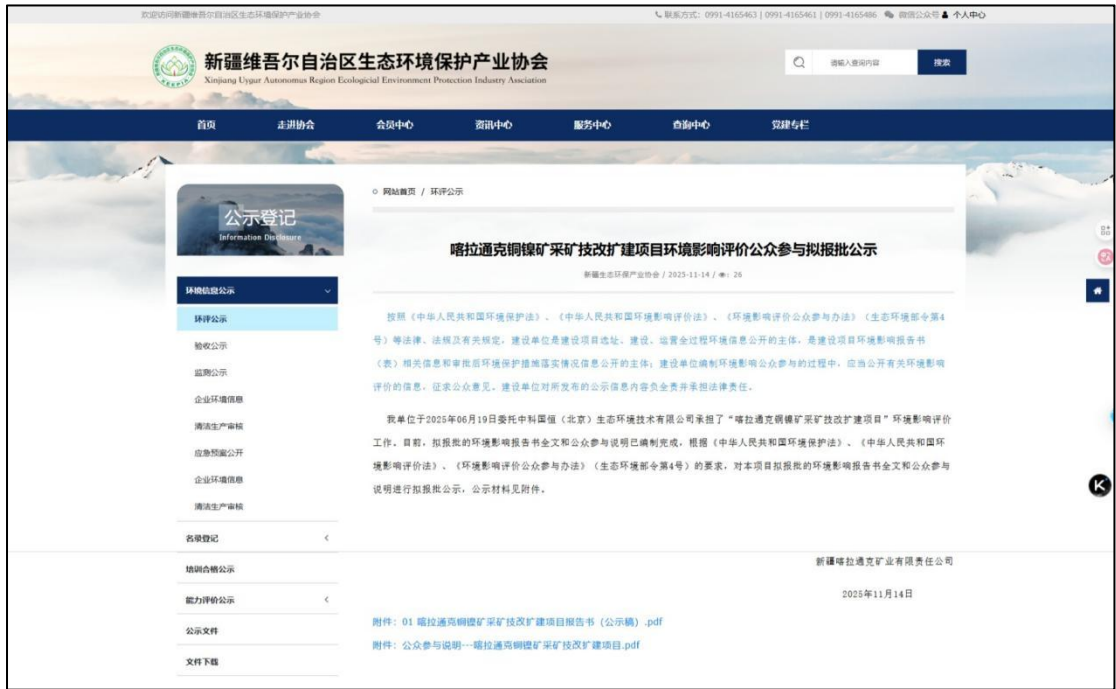 欢迎访问新疆维吾尔自治区生态环境保护产业协会
联系方式：0991-4165463 | 0991-4165461 | 0991-4165486 微信公众号 个人中心
新疆维吾尔自治区生态环境保护产业协会
Xinjiang Uygur Autonomus Region Ecologicial Environment Protection Industry Assciation
请输入查询内容
搜索
首页 走进协会 会员中心 资讯中心 服务中心 查询中心 党建专栏
公示登记
Information Disclosure
环境信息公示
环评公示
验收公示
监测公示
企业环境信息
清洁生产审核
应急预案公开
企业环境信息
清洁生产审核
名录登记
培训合格公示
能力评价公示
公示文件
文件下载
网站首页 / 环评公示
喀拉通克铜镍矿采矿技改扩建项目环境影响评价公众参与拟报批公示
新疆生态环保产业协会 / 2025-11-14 / ：26
按照《中华人民共和国环境保护法》、《中华人民共和国环境影响评价法》、《环境影响评价公众参与办法》（生态环境部令第4
号）等法律、法规及有关规定，建设单位是建设项目选址、建设、运营全过程环境信息公开的主体，是建设项目环境影响报告书
（表）相关信息和审批后环境保护措施落实情况信息公开的主体；建设单位编制环境影响公众参与的过程中，应当公开有关环境影响
评价的信息，征求公众意见。建设单位对所发布的公示信息内容负全责并承担法律责任。
我单位于2025年06月19日委托中科国恒（北京）生态环境技术有限公司承担了“喀拉通克铜镍矿采矿技改扩建项目”环境影响评价
工作。目前，拟报批的环境影响报告书全文和公众参与说明已编制完成，根据《中华人民共和国环境保护法》、《中华人民共和国环
境影响评价法》、《环境影响评价公众参与办法》（生态环境部令第4号）的要求，对本项目拟报批的环境影响报告书全文和公众参与
说明进行拟报批公示，公示材料见附件。
新疆喀拉通克矿业有限责任公司
2025年11月14日
附件：01 喀拉通克铜镍矿采矿技改扩建项目报告书（公示稿）.pdf
附件：公众参与说明---喀拉通克铜镍矿采矿技改扩建项目.pdf